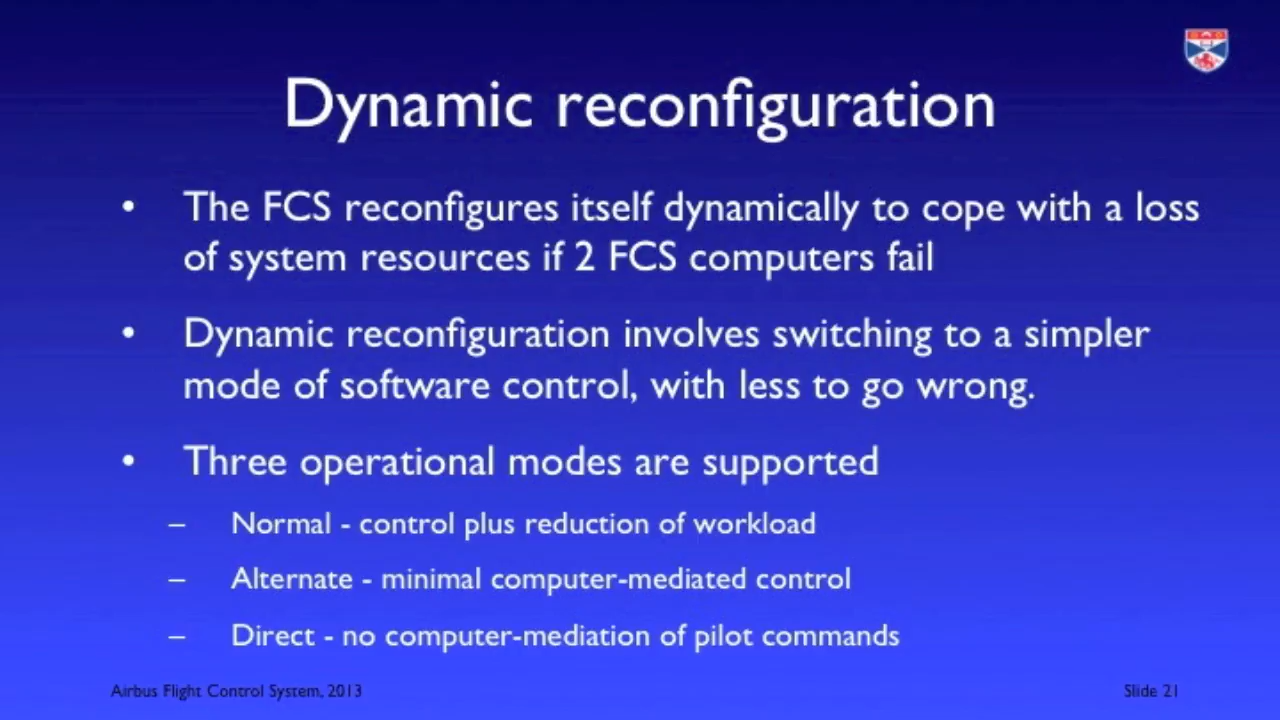 Dynamic reconfiguration
• The FCS reconfigures itself dynamically to cope with a loss
of system resources if 2 FCS computers fail
• Dynamic reconfiguration involves switching to a simpler
mode of software control, with less to go wrong.
• Three operational modes are supported
– Normal - control plus reduction of workload
– Alternate - minimal computer-mediated control
– Direct - no computer-mediation of pilot commands
Airbus Flight Control System, 2013
Slide 21